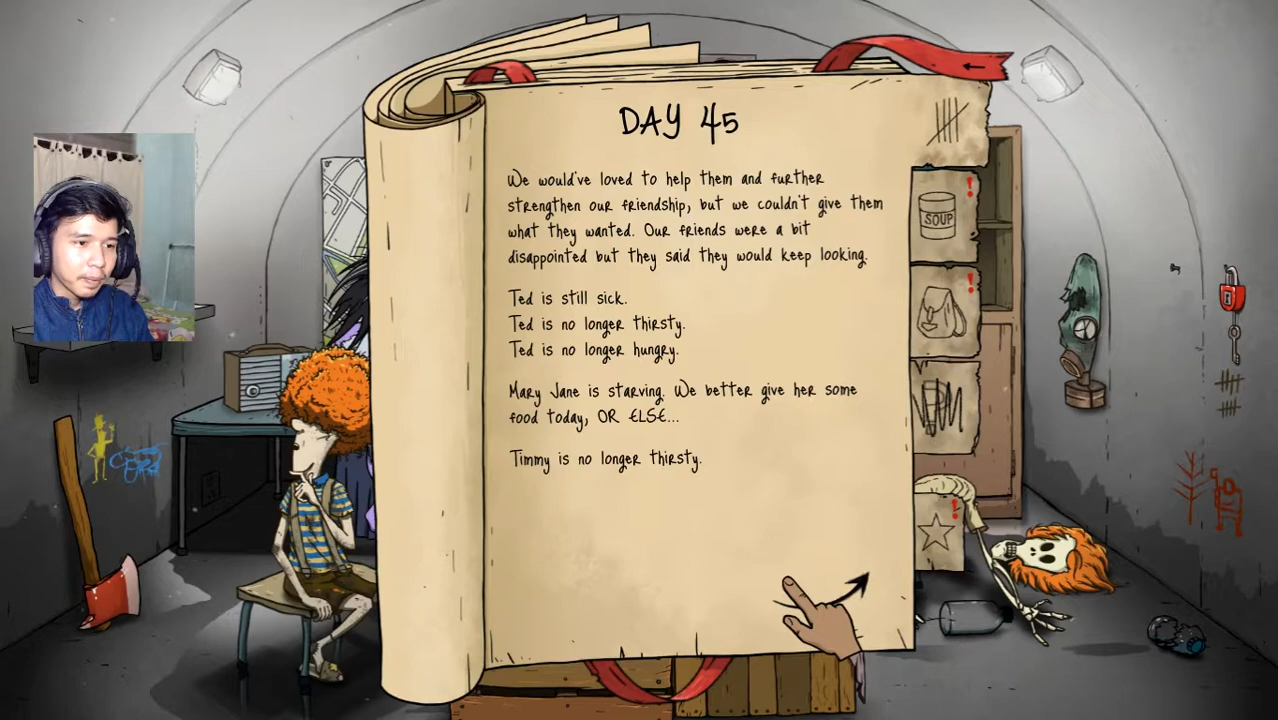 DAY 45
We would've loved to help them and further
strengthen our friendship, but we couldn't give them
what they wanted. Our friends were a bit
disappointed but they said they would keep looking.
Ted is still sick.
Ted is no longer thirsty.
Ted is no longer hungry.
Mary Jane is starving. We better give her some
food today, OR ELSE...
Timmy is no longer thirsty.
!
SOUP
!
!